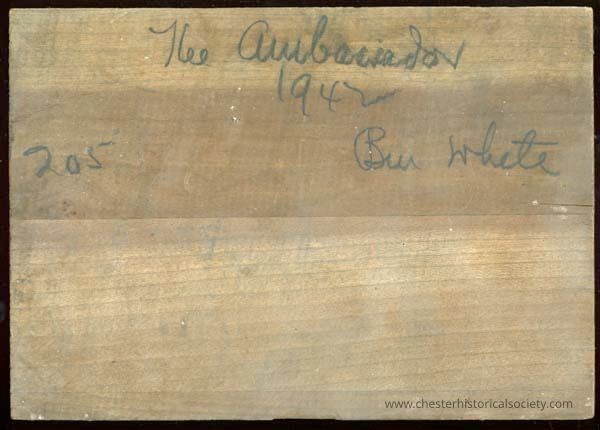 The Ambassador
1942
205 Ben White
www.chesterhistoricalsociety.com